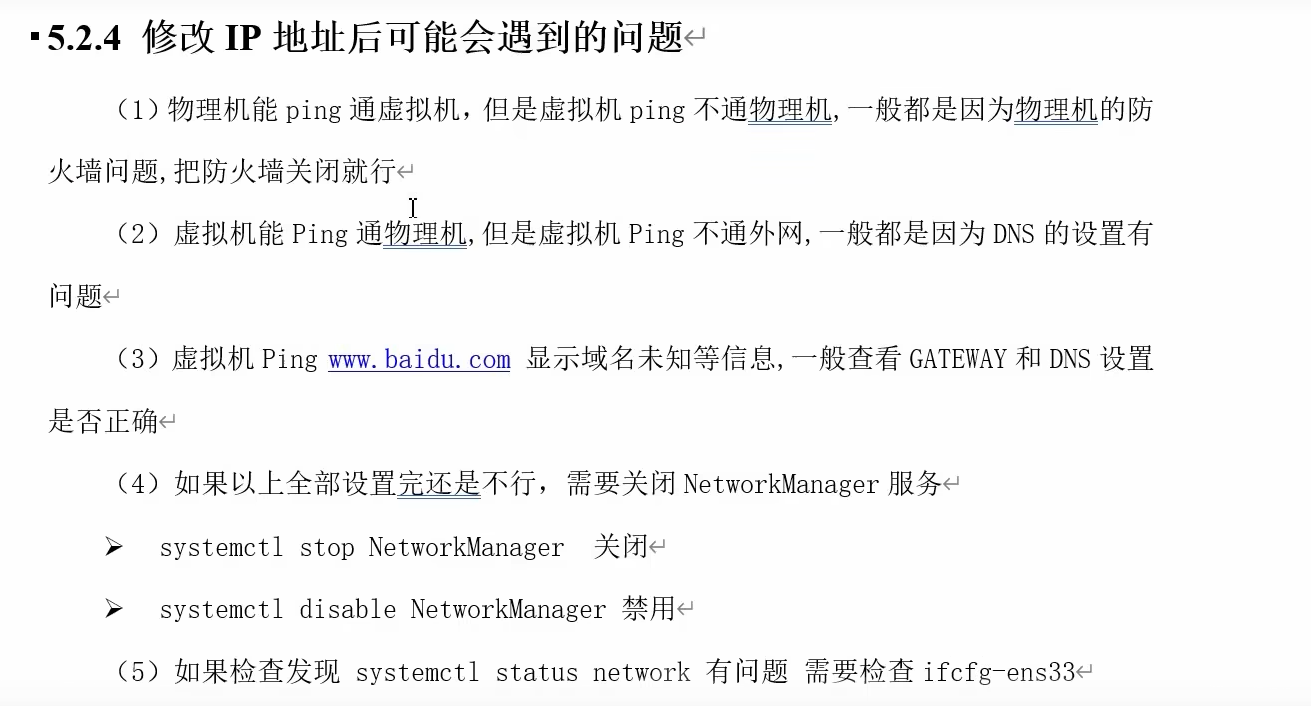 5.2.4 修改 IP 地址后可能会遇到的问题
（1）物理机能 ping 通虚拟机，但是虚拟机 ping 不通物理机,一般都是因为物理机的防
火墙问题,把防火墙关闭就行
（2）虚拟机能 Ping 通物理机,但是虚拟机 Ping 不通外网,一般都是因为 DNS 的设置有
问题
（3）虚拟机 Ping www.baidu.com 显示域名未知等信息,一般查看 GATEWAY 和 DNS 设置
是否正确
（4）如果以上全部设置完还是不行，需要关闭 NetworkManager 服务
➢ systemctl stop NetworkManager 关闭
➢ systemctl disable NetworkManager 禁用
（5）如果检查发现 systemctl status network 有问题 需要检查 ifcfg-ens33